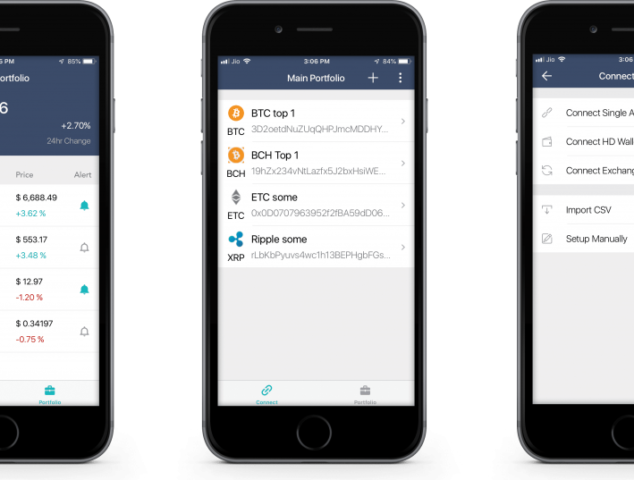 5 PM
85%
ortfolio
6
+2.70%
24hr Change
Price
Alert
$ 6,688.49
+3.62 %
$ 553.17
+3.48 %
$ 12.97
-1.20 %
$ 0.34197
-0.75 %
Portfolio
Jio
3:06 PM
84%
Main Portfolio
BTC top 1
BTC
3D2oetdNuZUqQHPJmcMDDHY...
BCH Top 1
BCH
19hZx234vNtLazfx5J2bxHsiWE...
ETC some
ETC
0x0D0707963952f2fBA59dD06...
Ripple some
XRP
rLbKbPyuvs4wc1h13BEPHgbFGs...
Connect
Portfolio
Jio
3:06
Connect
Connect Single A
Connect HD Wall
Connect Exchang
Import CSV
Setup Manually